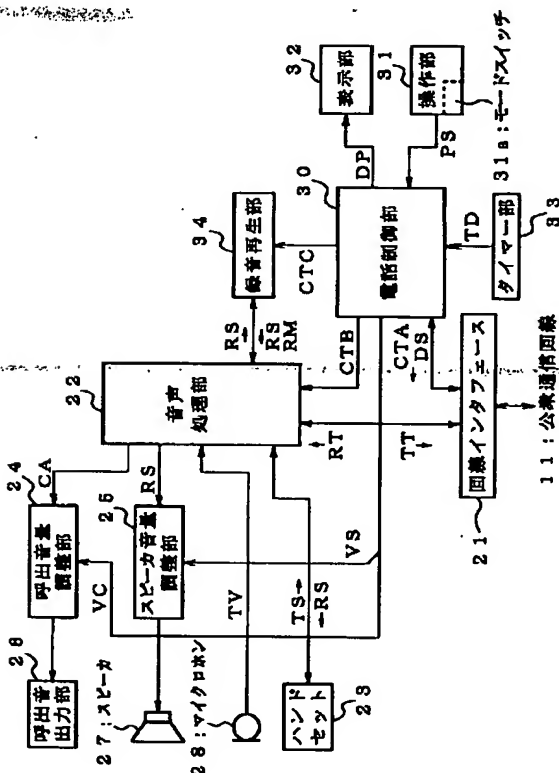 23
ハンド
セット
28：マイクロホン
27：スピーカ
26
呼出音
出力部
TS→
←RS
TV
VC
VS
25
スピーカ音量
調整部
24
呼出音量
調整部
RS
CA
22
音声
処理部
RT
TT
CTB
RS
RS
RM
21
回線インタフェース
11：公衆通信回線
CTA
DS
CTC
34
録音再生部
30
電話制御部
TD
33
タイマー部
DP
PS
32
表示部
31
操作部
31a：モードスイッチ